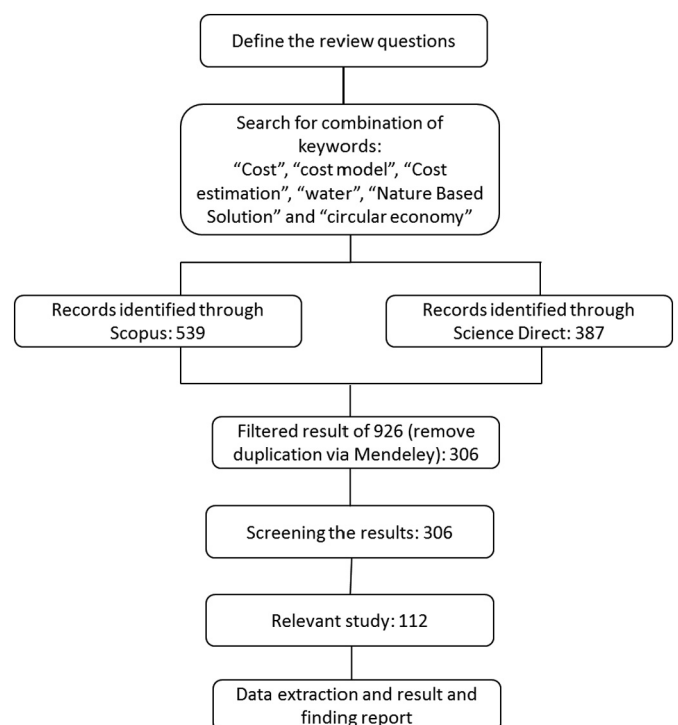 Define the review questions
Search for combination of
keywords:
“Cost”, “cost model”, “Cost
estimation”, “water”, “Nature Based
Solution” and “circular economy”
Records identified through
Scopus: 539
Records identified through
Science Direct: 387
Filtered result of 926 (remove
duplication via Mendeley): 306
Screening the results: 306
Relevant study: 112
Data extraction and result and
finding report